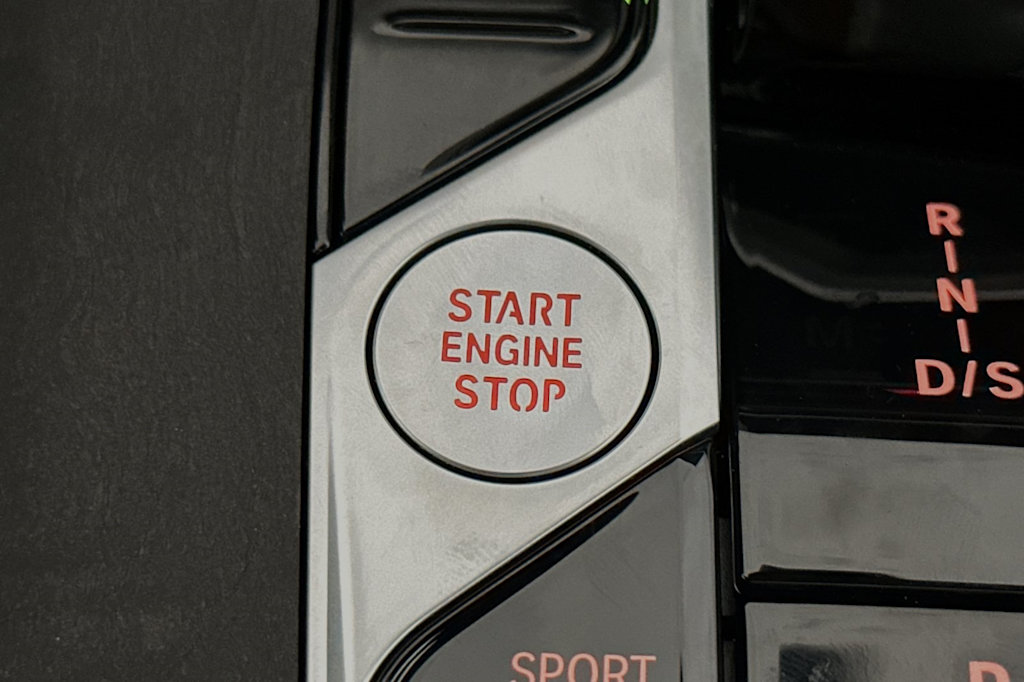 START
ENGINE
STOP
R
N
D/S
SPORT